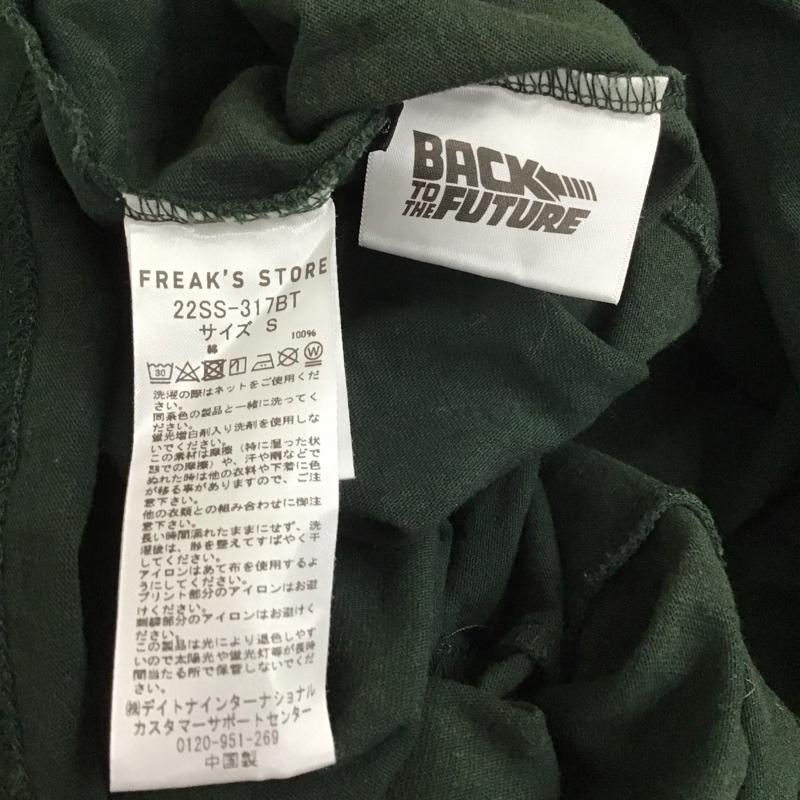 BACK
TO
THE FUTURE
FREAK'S STORE
22SS-317BT
サイズ S
綿 100%
30 W
洗濯の際はネットをご使用くだ
さい。
同系色の製品と一緒に洗ってく
ださい。
蛍光増白剤入り洗剤を使用しな
いでください。
この素材は摩擦（特に湿った状
態での摩擦）や、汗や雨などで
ぬれた時は他の衣料や下着に色
が移る事がありますので、ご注
意下さい。
他の衣類との組み合わせに御注
意下さい。
長い時間濡れたままにせず、洗
濯後は、形を整えてすばやく干
してください。
アイロンはあて布を使用するよ
うにしてください。
プリント部分のアイロンはお避
けください。
刺繍部分のアイロンはお避けく
ださい。
この製品は光により退色しやす
いので太陽光や蛍光灯等が長時
間当たる所で保管しないでくだ
さい。
㈱デイトナインターナショナル
カスタマーサポートセンター
0120-951-269
中国製